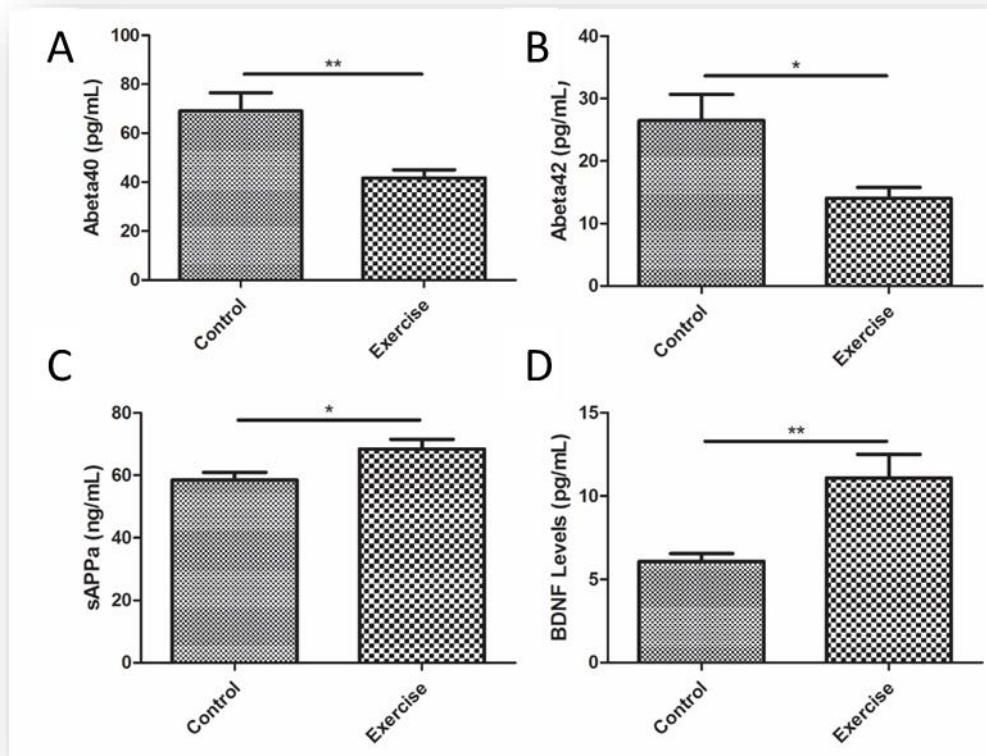 A
Abeta40 (pg/mL)
100
80
60
40
20
0
**
Control
Exercise
B
Abeta42 (pg/mL)
40
30
20
10
0
*
Control
Exercise
C
sAPPa (ng/mL)
80
60
40
20
0
*
Control
Exercise
D
BDNF Levels (pg/mL)
15
10
5
0
**
Control
Exercise